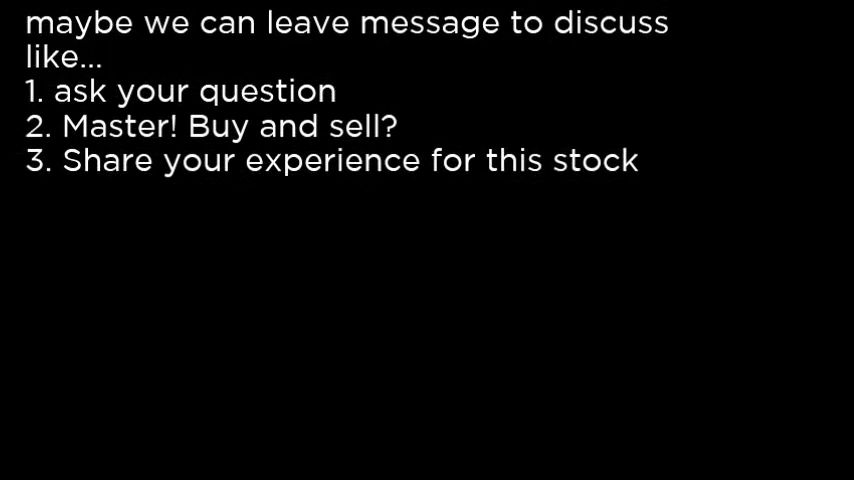 maybe we can leave message to discuss
like...
1. ask your question
2. Master! Buy and sell?
3. Share your experience for this stock